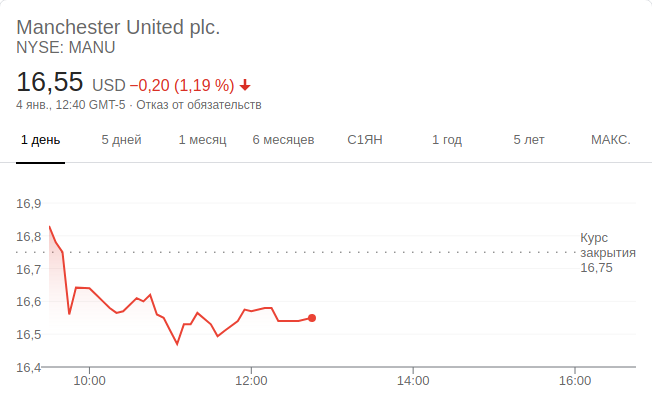 Manchester United plc.
NYSE: MANU
16,55 USD −0,20 (1,19 %)
4 янв., 12:40 GMT-5 · Отказ от обязательств
1 день 5 дней 1 месяц 6 месяцев С1ЯН 1 год 5 лет МАКС.
16,9
16,8
16,7
16,6
16,5
16,4
Курс
закрытия
16,75
10:00 12:00 14:00 16:00